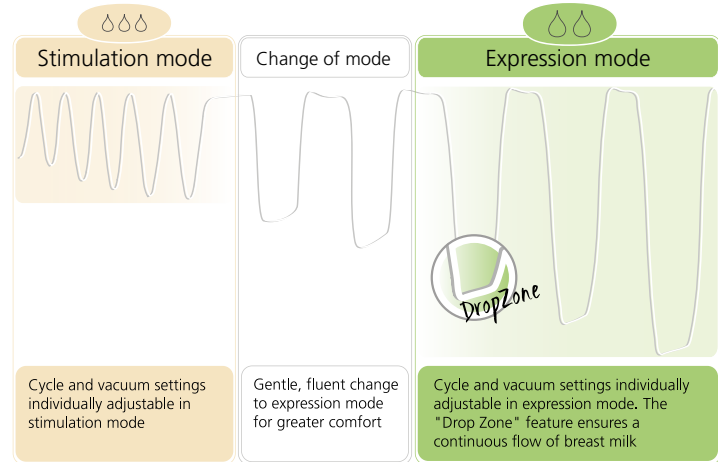 Stimulation mode
Change of mode
Expression mode
DropZone
Cycle and vacuum settings
individually adjustable in
stimulation mode
Gentle, fluent change
to expression mode
for greater comfort
Cycle and vacuum settings individually
adjustable in expression mode. The
"Drop Zone" feature ensures a
continuous flow of breast milk